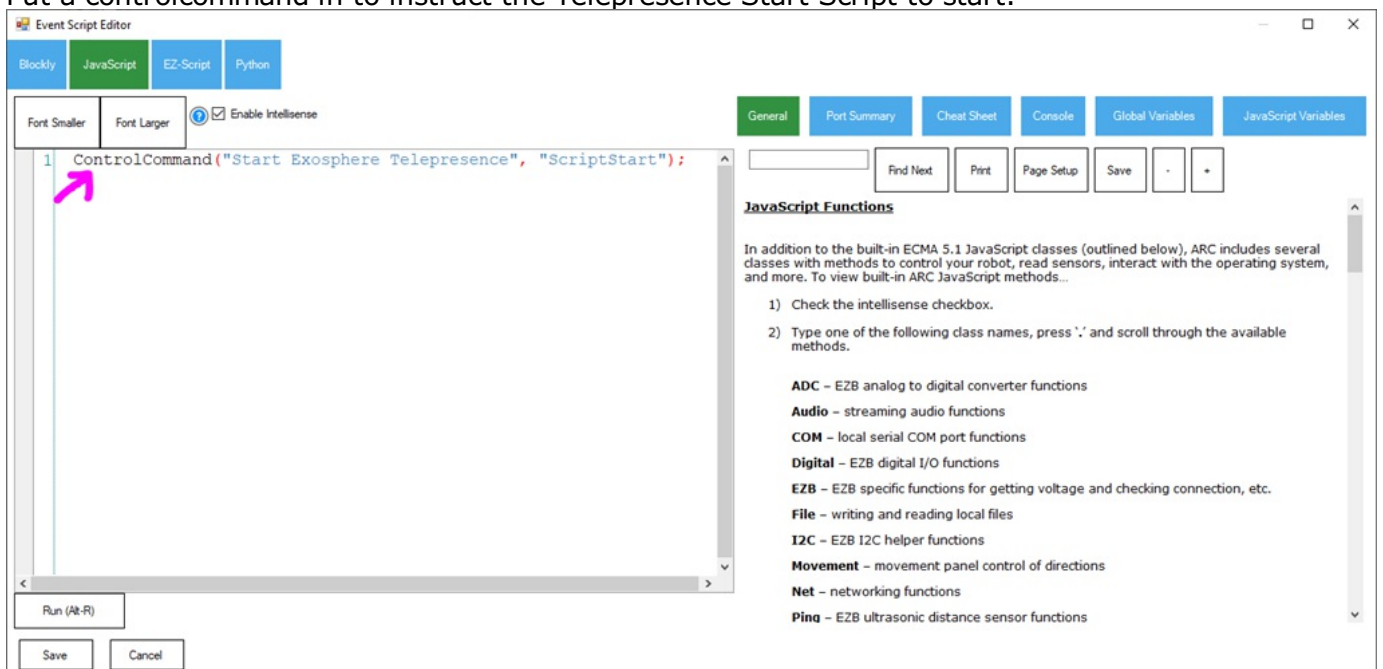 Put a controlcommand in to instruct the Telepresence Start Script to start.
Event Script Editor
Blockly JavaScript EZ-Script Python
Font Smaller Font Larger Enable Intellisense
1 ControlCommand("Start Exosphere Telepresence", "ScriptStart");
Run (Alt-R)
Save Cancel
General Port Summary Cheat Sheet Console Global Variables JavaScript Variables
Find Next Print Page Setup Save - +
JavaScript Functions
In addition to the built-in ECMA 5.1 JavaScript classes (outlined below), ARC includes several
classes with methods to control your robot, read sensors, interact with the operating system,
and more. To view built-in ARC JavaScript methods...
1) Check the intellisense checkbox.
2) Type one of the following class names, press '.' and scroll through the available
methods.
ADC – EZB analog to digital converter functions
Audio – streaming audio functions
COM – local serial COM port functions
Digital – EZB digital I/O functions
EZB – EZB specific functions for getting voltage and checking connection, etc.
File – writing and reading local files
I2C – EZB I2C helper functions
Movement – movement panel control of directions
Net – networking functions
Ping – EZB ultrasonic distance sensor functions